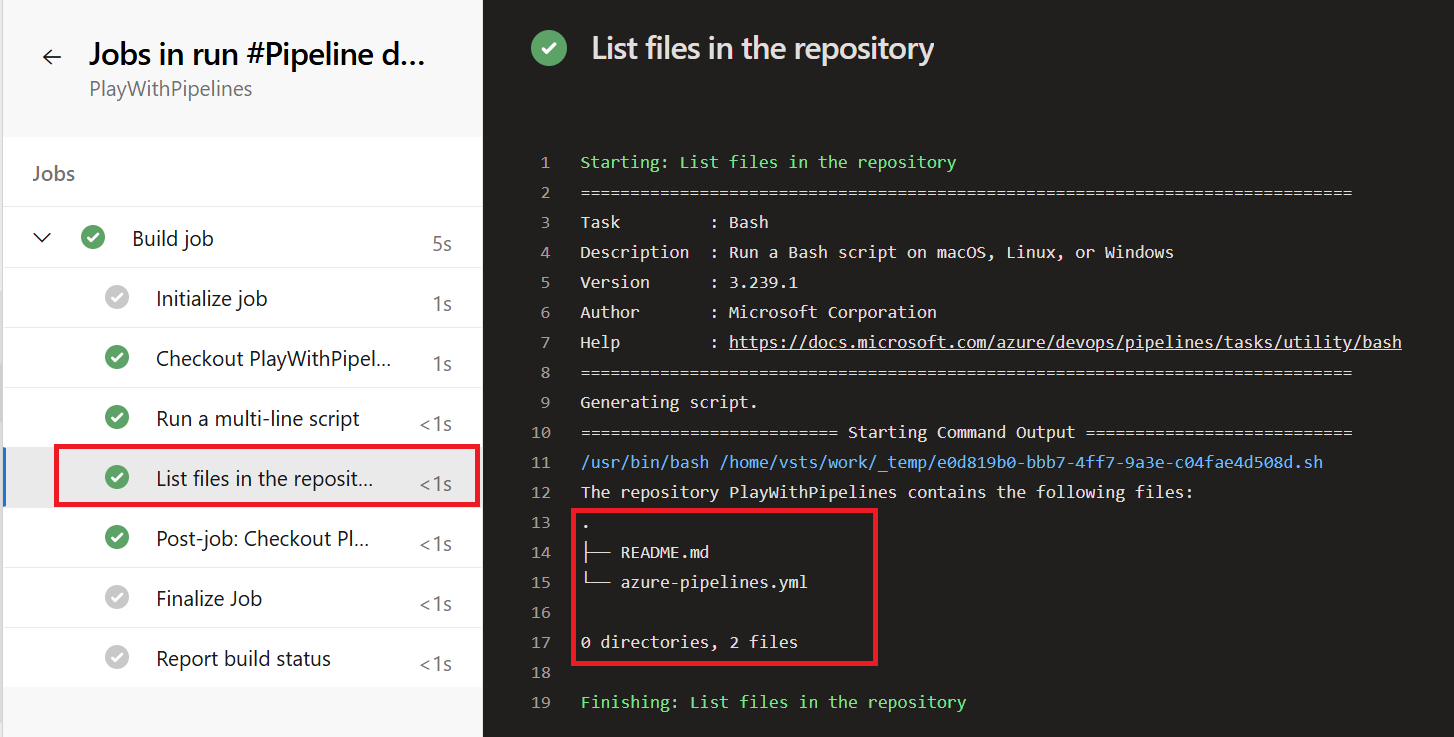 Jobs in run #Pipeline d...
PlayWithPipelines
Jobs
Build job 5s
Initialize job 1s
Checkout PlayWithPipel... 1s
Run a multi-line script <1s
List files in the reposit... <1s
Post-job: Checkout Pl... <1s
Finalize Job <1s
Report build status <1s
List files in the repository
1 Starting: List files in the repository
2 ==============================================================================
3 Task         : Bash
4 Description  : Run a Bash script on macOS, Linux, or Windows
5 Version      : 3.239.1
6 Author       : Microsoft Corporation
7 Help         : https://docs.microsoft.com/azure/devops/pipelines/tasks/utility/bash
8 ==============================================================================
9 Generating script.
10 ========================== Starting Command Output ===========================
11 /usr/bin/bash /home/vsts/work/_temp/e0d819b0-bbb7-4ff7-9a3e-c04fae4d508d.sh
12 The repository PlayWithPipelines contains the following files:
13 .
14 ├── README.md
15 └── azure-pipelines.yml
16
17 0 directories, 2 files
18
19 Finishing: List files in the repository